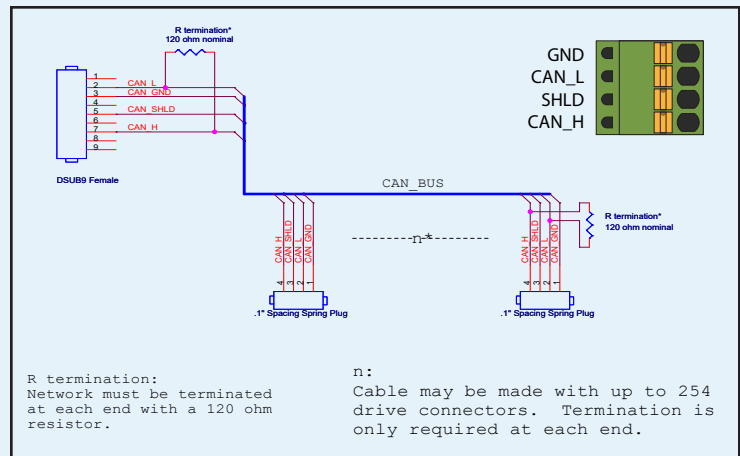 R termination*
120 ohm nominal
GND
CAN_L
SHLD
CAN_H
1
2
3
4
5
6
7
8
9
CAN_L
CAN_GND
CAN_SHLD
CAN_H
DSUB9 Female
CAN_BUS
CAN_H
CAN_SHLD
CAN_L
CAN_GND
4
3
2
1
.1" Spacing Spring Plug
--------n*-------
CAN_H
CAN_SHLD
CAN_L
CAN_GND
4
3
2
1
.1" Spacing Spring Plug
R termination*
120 ohm nominal
R termination:
Network must be terminated
at each end with a 120 ohm
resistor.
n:
Cable may be made with up to 254
drive connectors. Termination is
only required at each end.